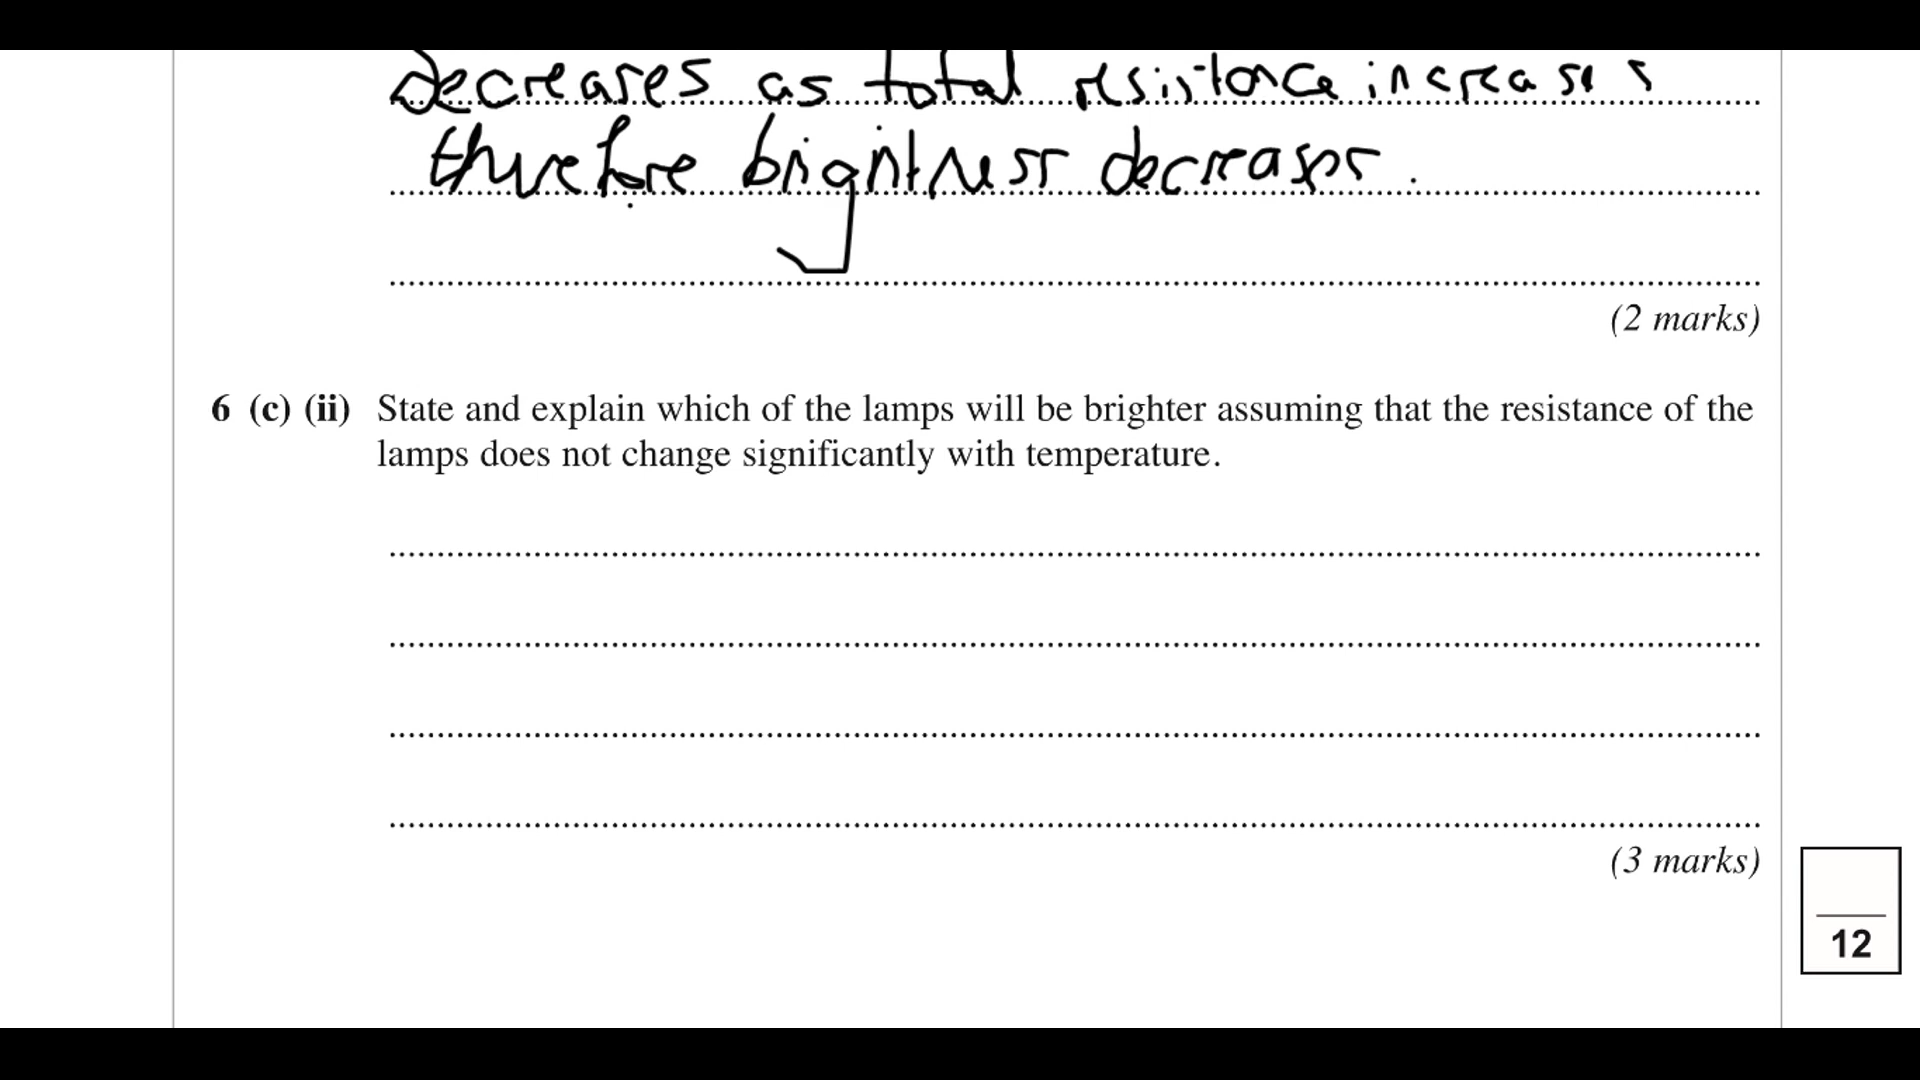 decreases as total resistance increases
therefore brigntness decreases.
(2 marks)
6 (c) (ii) State and explain which of the lamps will be brighter assuming that the resistance of the
lamps does not change significantly with temperature.
(3 marks)
12